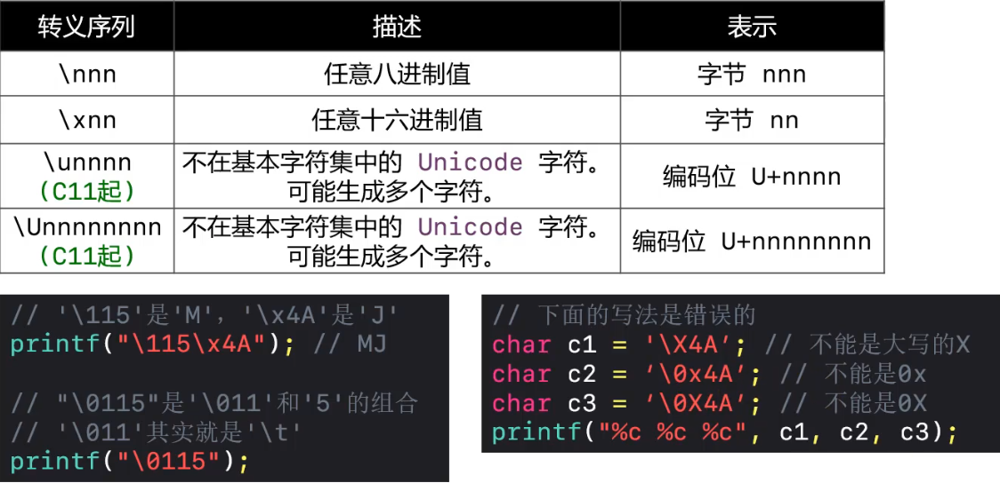 转义序列 描述 表示
\nnn 任意八进制值 字节 nnn
\xnn 任意十六进制值 字节 nn
\unnnn
(C11起)
不在基本字符集中的 Unicode 字符。
可能生成多个字符。
编码位 U+nnnn
\Unnnnnnnn
(C11起)
不在基本字符集中的 Unicode 字符。
可能生成多个字符。
编码位 U+nnnnnnnn
// '\115'是'M'，'\x4A'是'J'
printf("\115\x4A"); // MJ
// "\0115"是'\011'和'5'的组合
// '\011'其实就是'\t'
printf("\0115");
// 下面的写法是错误的
char c1 = '\X4A’; // 不能是大写的X
char c2 = ‘\0x4A’; // 不能是0x
char c3 = ‘\0X4A’; // 不能是0X
printf("%c %c %c", c1, c2, c3);